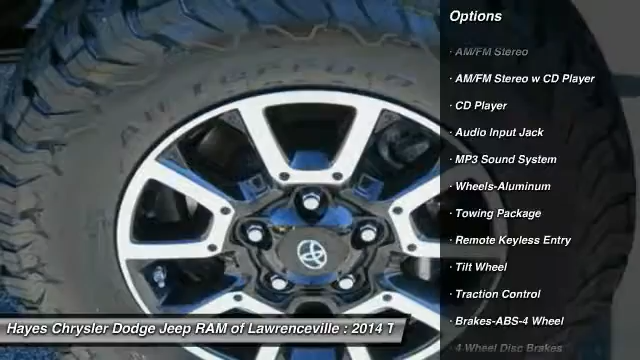 Options
· AM/FM Stereo
· AM/FM Stereo w CD Player
· CD Player
· Audio Input Jack
· MP3 Sound System
· Wheels-Aluminum
· Towing Package
· Remote Keyless Entry
· Tilt Wheel
· Traction Control
· Brakes-ABS-4 Wheel
· 4 Wheel Disc Brakes
Hayes Chrysler Dodge Jeep RAM of Lawrenceville : 2014 T